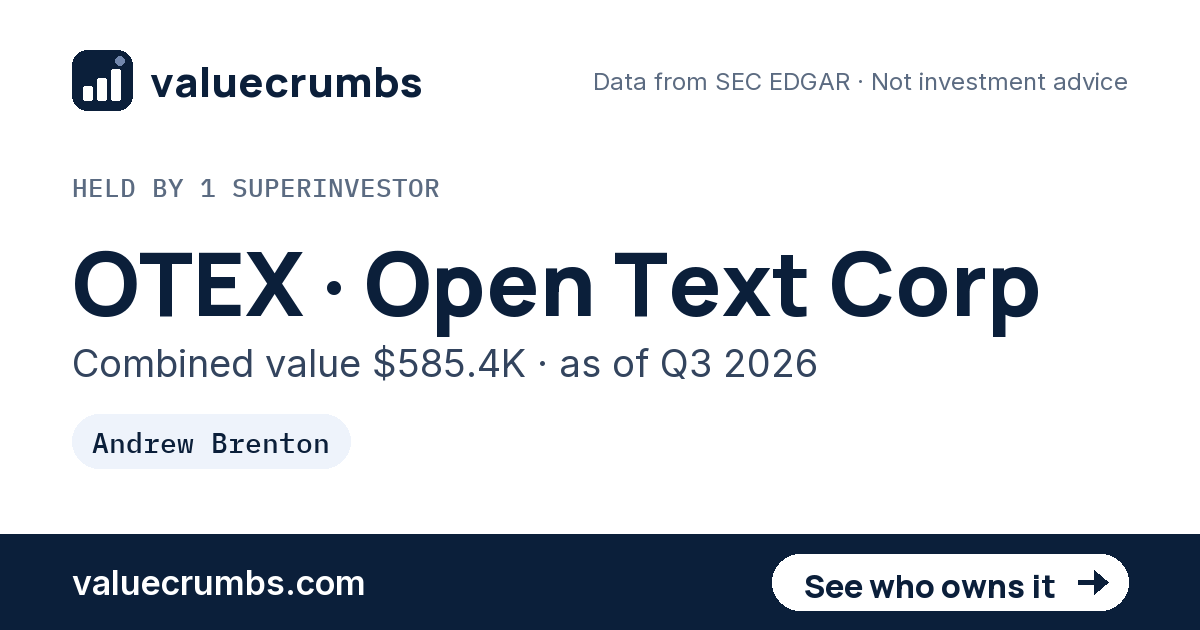 valuecrumbs
Data from SEC EDGAR · Not investment advice
HELD BY 1 SUPERINVESTOR
OTEX · Open Text Corp
Combined value $585.4K · as of Q3 2026
Andrew Brenton
valuecrumbs.com
See who owns it →